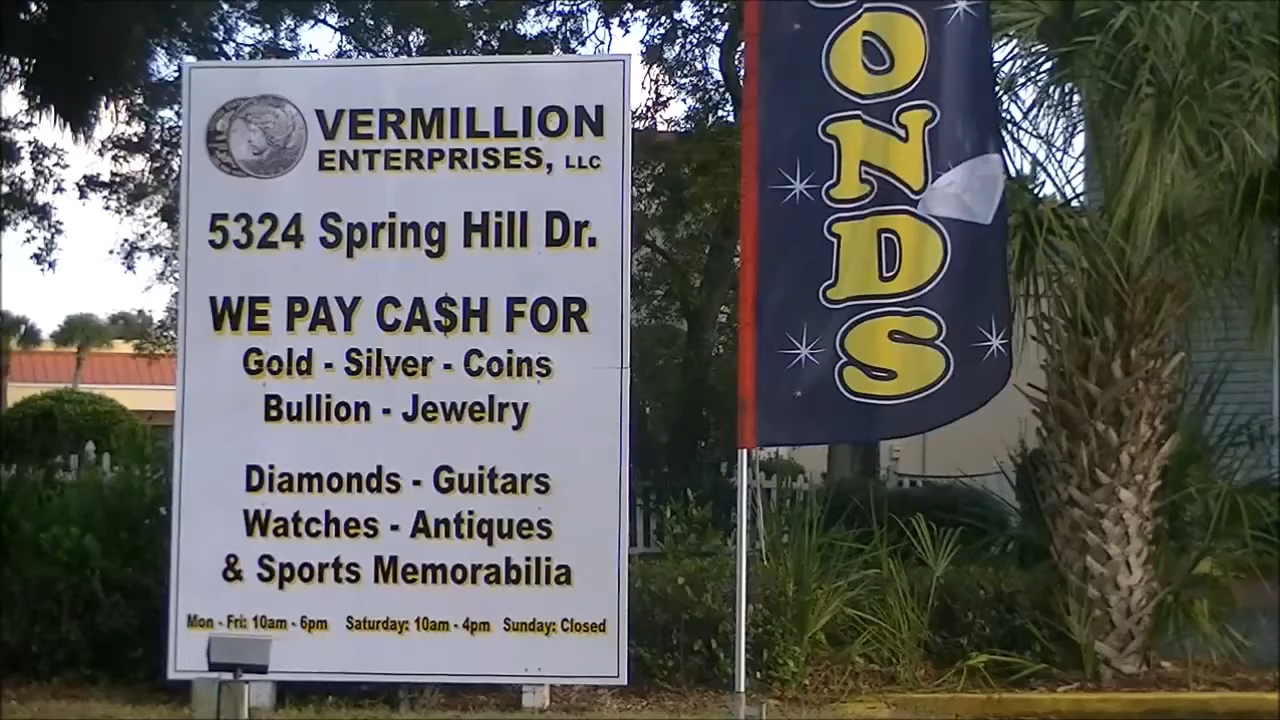 VERMILLION
ENTERPRISES, LLC
5324 Spring Hill Dr.
WE PAY CA$H FOR
Gold - Silver - Coins
Bullion - Jewelry
Diamonds - Guitars
Watches - Antiques
& Sports Memorabilia
Mon - Fri: 10am - 6pm Saturday: 10am - 4pm Sunday: Closed
ONDS